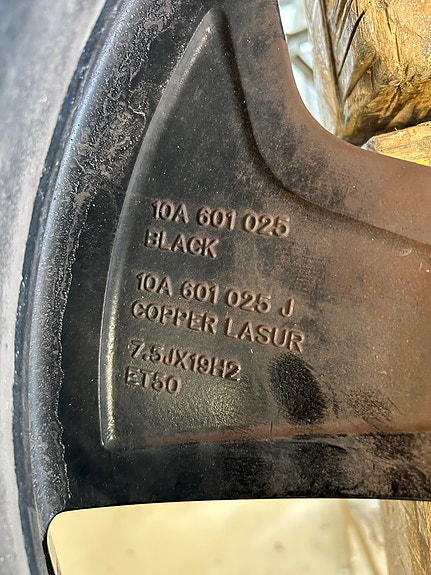 10A 601 025
BLACK
10A 601 025 J
COPPER LASUR
7.5JX19H2
ET50